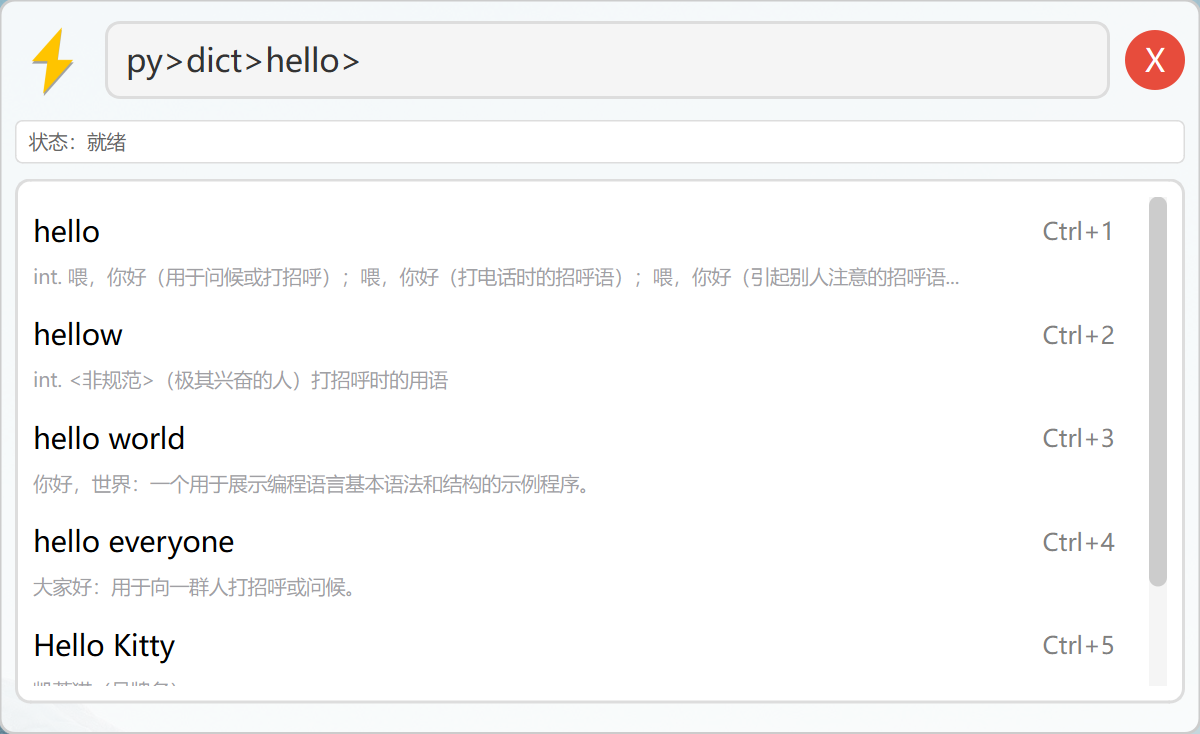 py>dict>hello>
X
状态：就绪
hello
Ctrl+1
int. 喂，你好（用于问候或打招呼）；喂，你好（打电话时的招呼语）；喂，你好（引起别人注意的招呼语...
hellow
Ctrl+2
int. <非规范>（极其兴奋的人）打招呼时的用语
hello world
Ctrl+3
你好，世界：一个用于展示编程语言基本语法和结构的示例程序。
hello everyone
Ctrl+4
大家好：用于向一群人打招呼或问候。
Hello Kitty
Ctrl+5